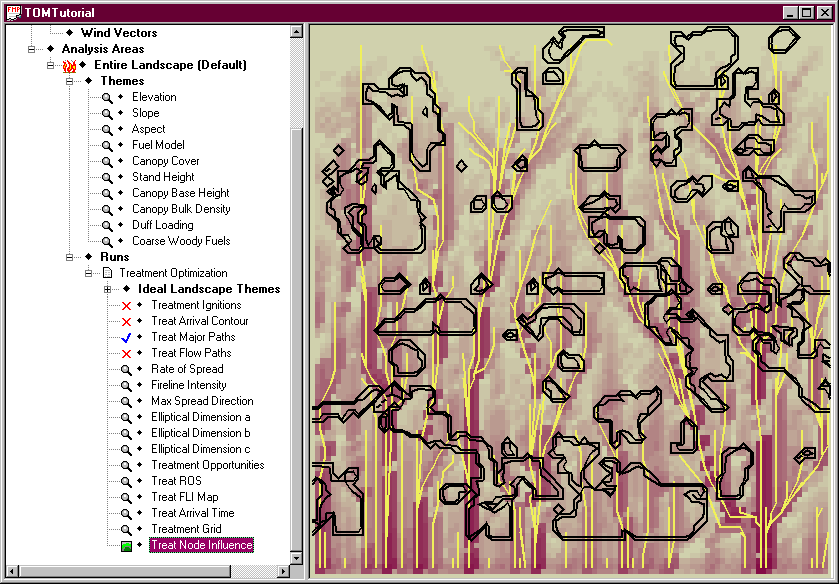 TOMTutorial
Wind Vectors
Analysis Areas
Entire Landscape (Default)
Themes
Elevation
Slope
Aspect
Fuel Model
Canopy Cover
Stand Height
Canopy Base Height
Canopy Bulk Density
Duff Loading
Coarse Woody Fuels
Runs
Treatment Optimization
Ideal Landscape Themes
Treatment Ignitions
Treat Arrival Contour
Treat Major Paths
Treat Flow Paths
Rate of Spread
Fireline Intensity
Max Spread Direction
Elliptical Dimension a
Elliptical Dimension b
Elliptical Dimension c
Treatment Opportunities
Treat ROS
Treat FLI Map
Treat Arrival Time
Treatment Grid
Treat Node Influence